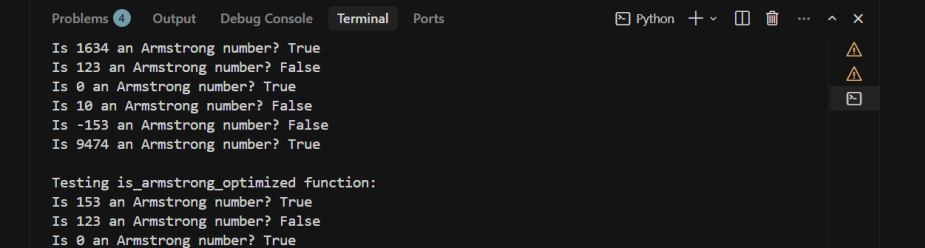 Problems 4 Output Debug Console Terminal Ports Python
Is 1634 an Armstrong number? True
Is 123 an Armstrong number? False
Is 0 an Armstrong number? True
Is 10 an Armstrong number? False
Is -153 an Armstrong number? False
Is 9474 an Armstrong number? True
Testing is_armstrong_optimized function:
Is 153 an Armstrong number? True
Is 123 an Armstrong number? False
Is 0 an Armstrong number? True